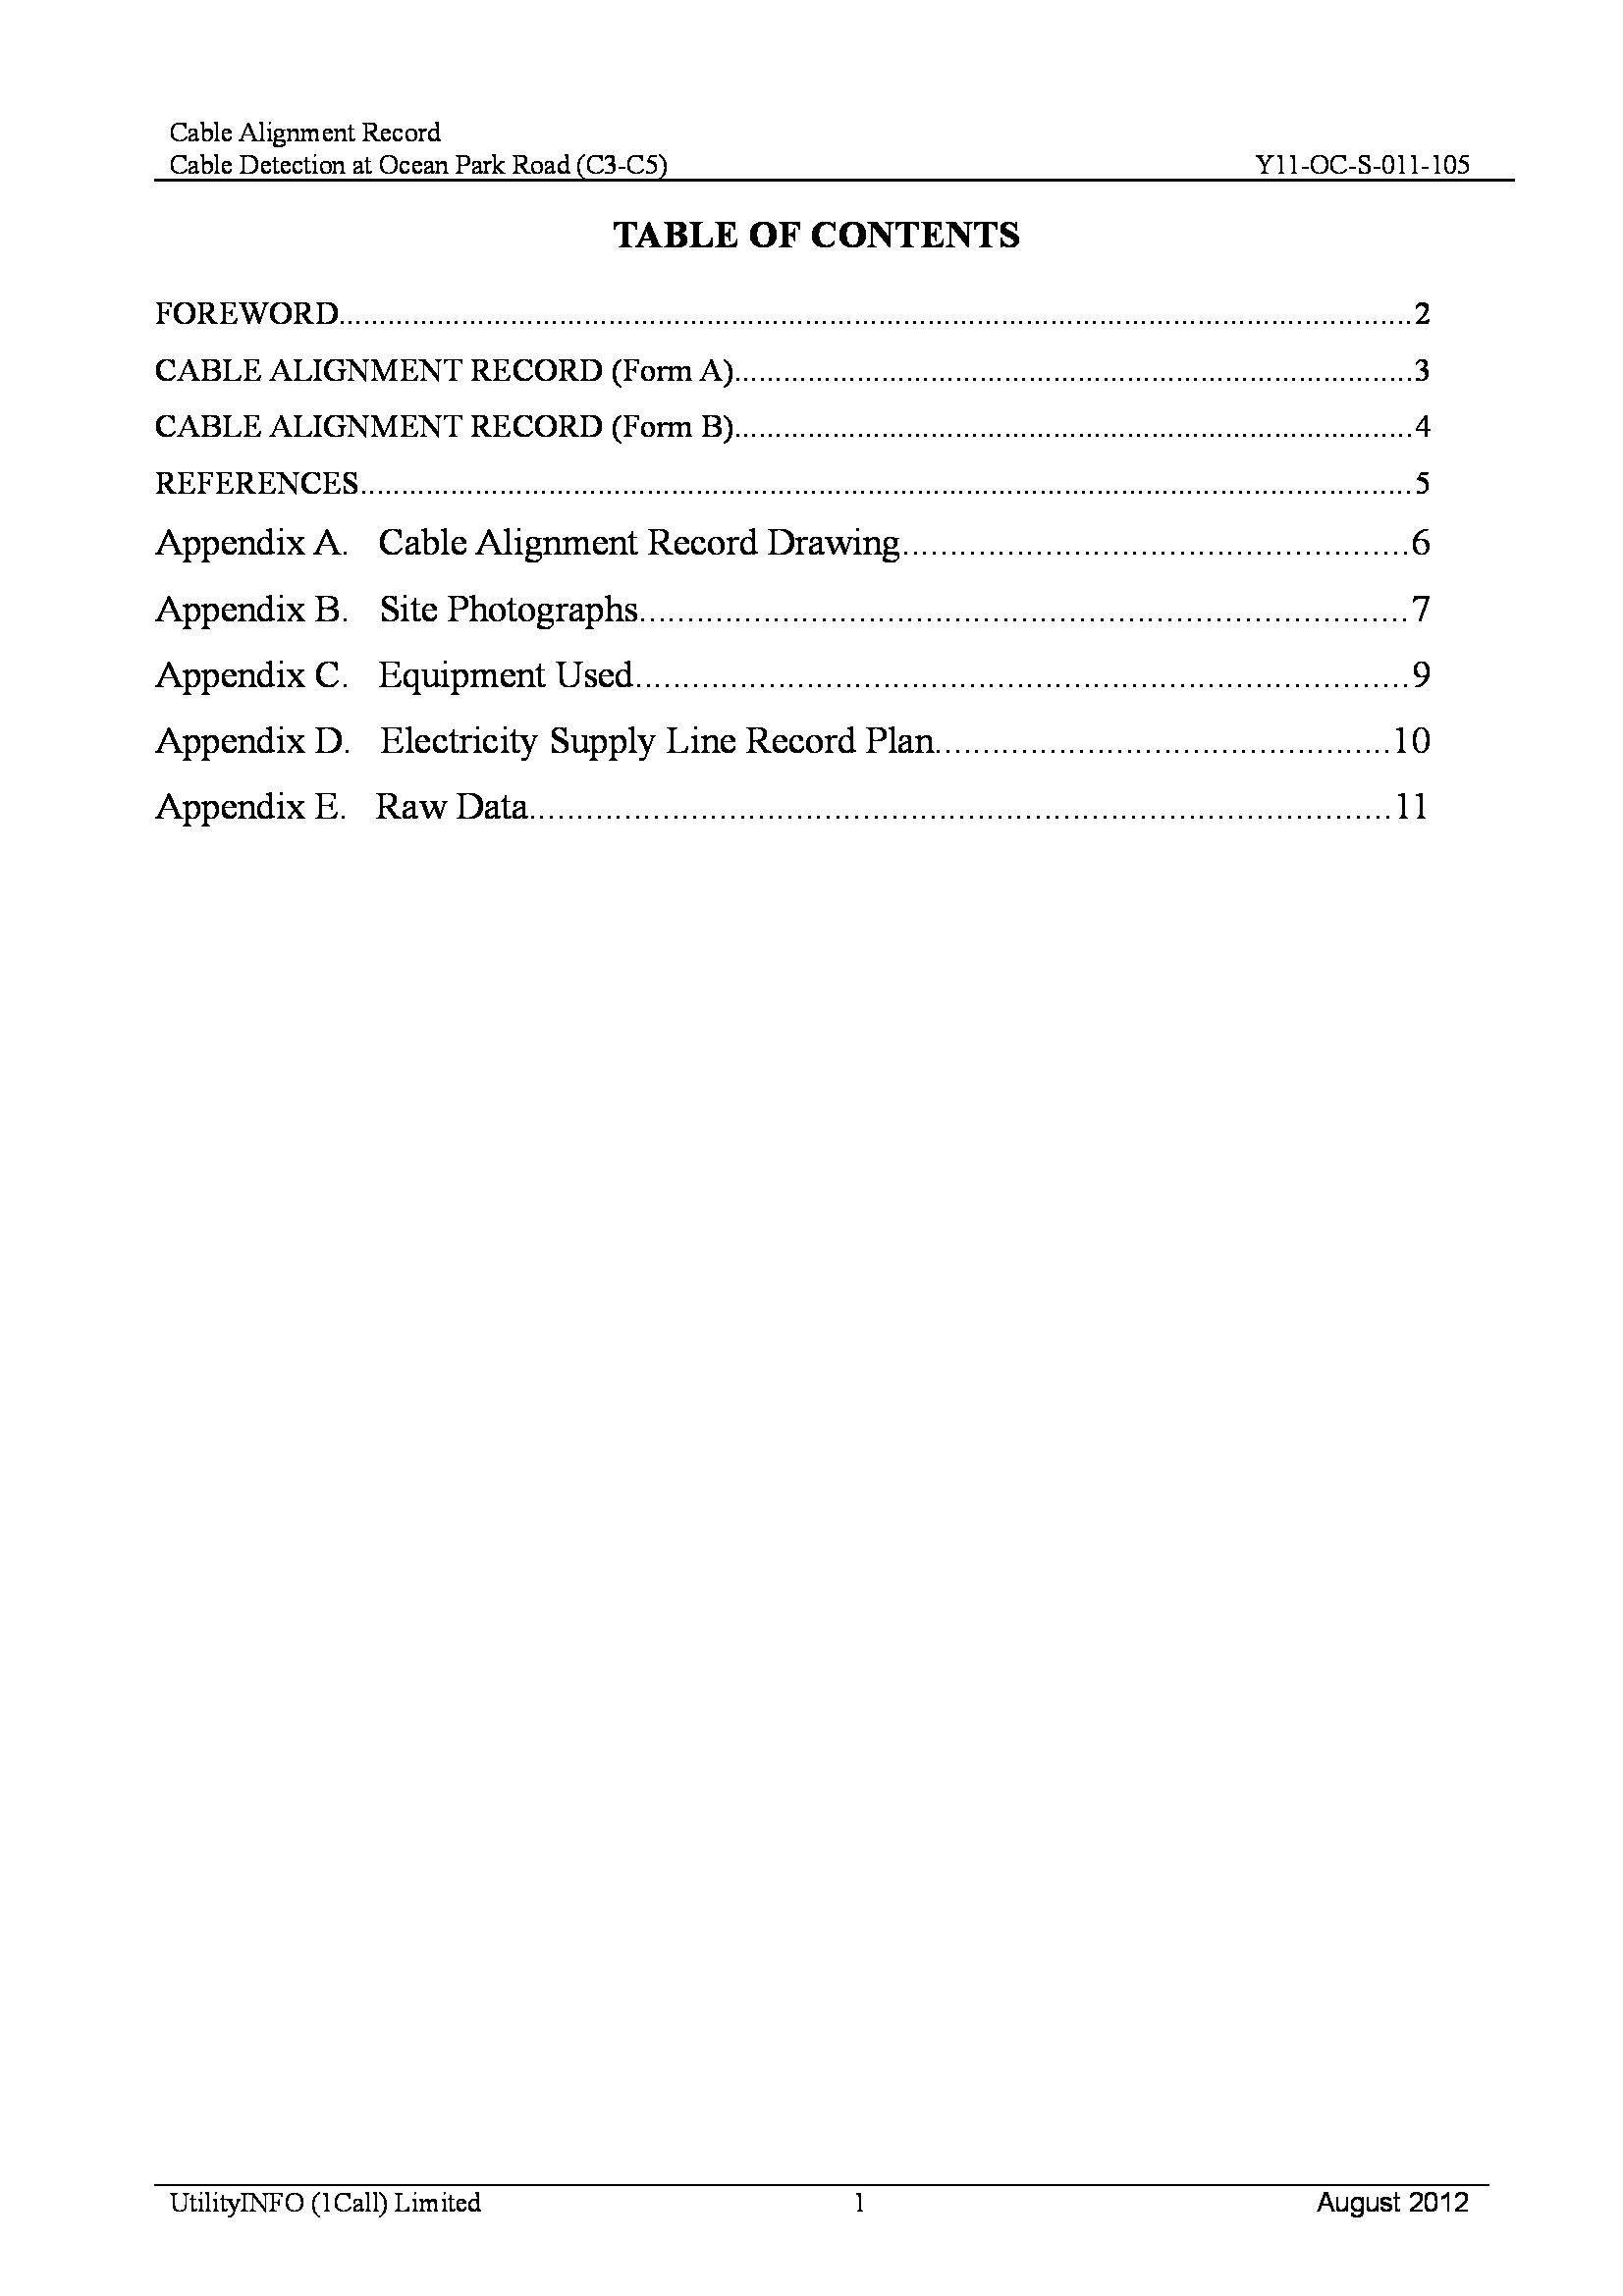 Cable Alignment Record
Cable Detection at Ocean Park Road (C3-C5) Y11-OC-S-011-105
TABLE OF CONTENTS
FOREWORD 2
CABLE ALIGNMENT RECORD (Form A) 3
CABLE ALIGNMENT RECORD (Form B) 4
REFERENCES 5
Appendix A. Cable Alignment Record Drawing 6
Appendix B. Site Photographs 7
Appendix C. Equipment Used 9
Appendix D. Electricity Supply Line Record Plan 10
Appendix E. Raw Data 11
UtilityINFO (1Call) Limited 1 August 2012